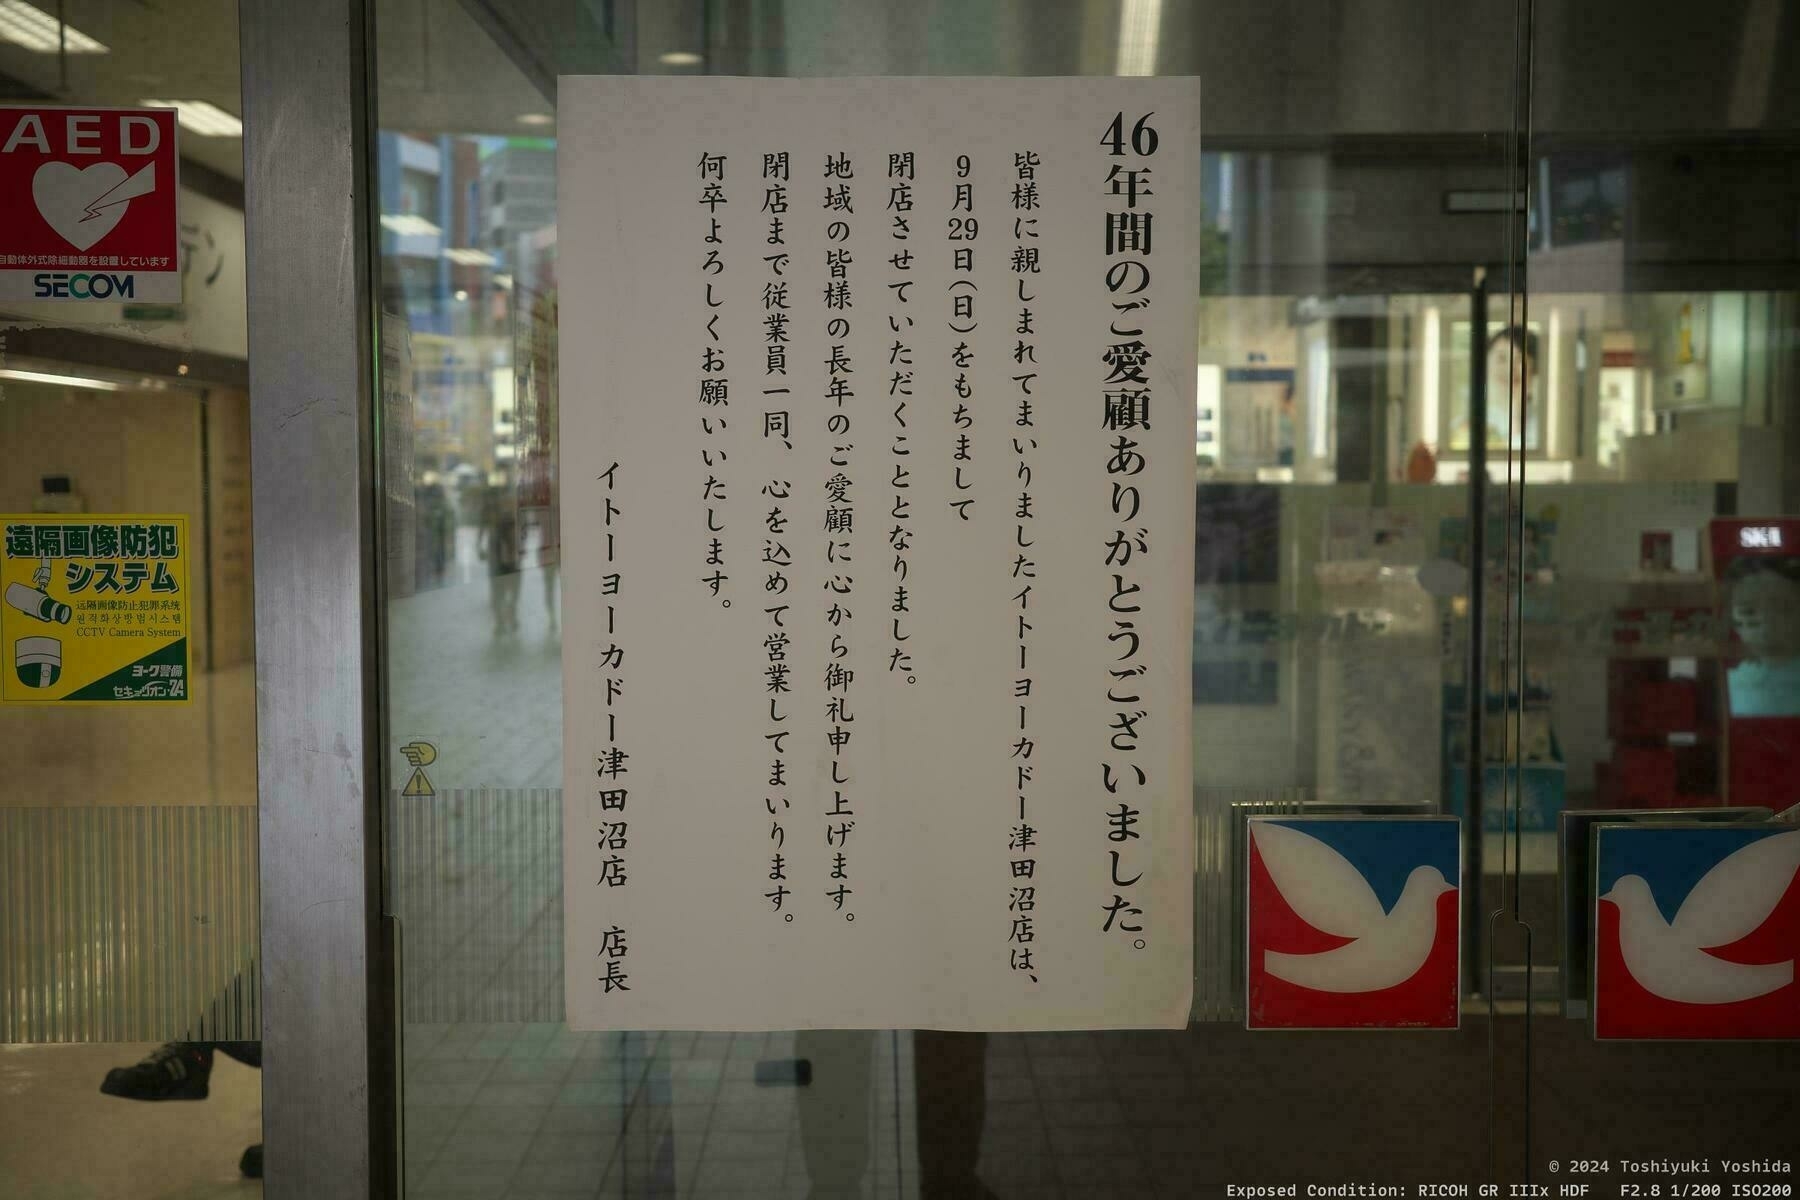 46年間のご愛顧ありがとうございました。
皆様に親しまれてまいりましたイトーヨーカドー津田沼店は、
9月29日(日)をもちまして
閉店させていただくこととなりました。
地域の皆様の長年のご愛顧に心から御礼申し上げます。
閉店まで従業員一同、心を込めて営業してまいります。
何卒よろしくお願いいたします。
イトーヨーカドー津田沼店 店長
AED
自動体外式除細動器を設置しています
SECOM
遠隔画像防犯
システム
远隔画像防止犯罪系统
원격화상방범시스템
CCTV Camera System
ヨーク警備
© 2024 Toshiyuki Yoshida
Exposed Condition: RICOH GR IIIx HDF F2.8 1/200 ISO200